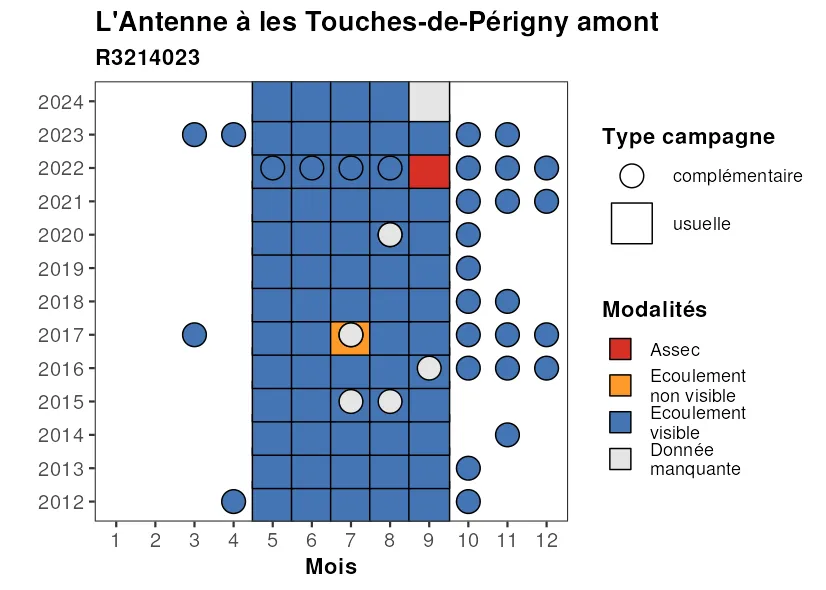 L'Antenne à les Touches-de-Périgny amont
R3214023
2024
2023
2022
2021
2020
2019
2018
2017
2016
2015
2014
2013
2012
1 2 3 4 5 6 7 8 9 10 11 12
Mois
Type campagne
complémentaire
usuelle
Modalités
Assec
Ecoulement
non visible
Ecoulement
visible
Donnée
manquante